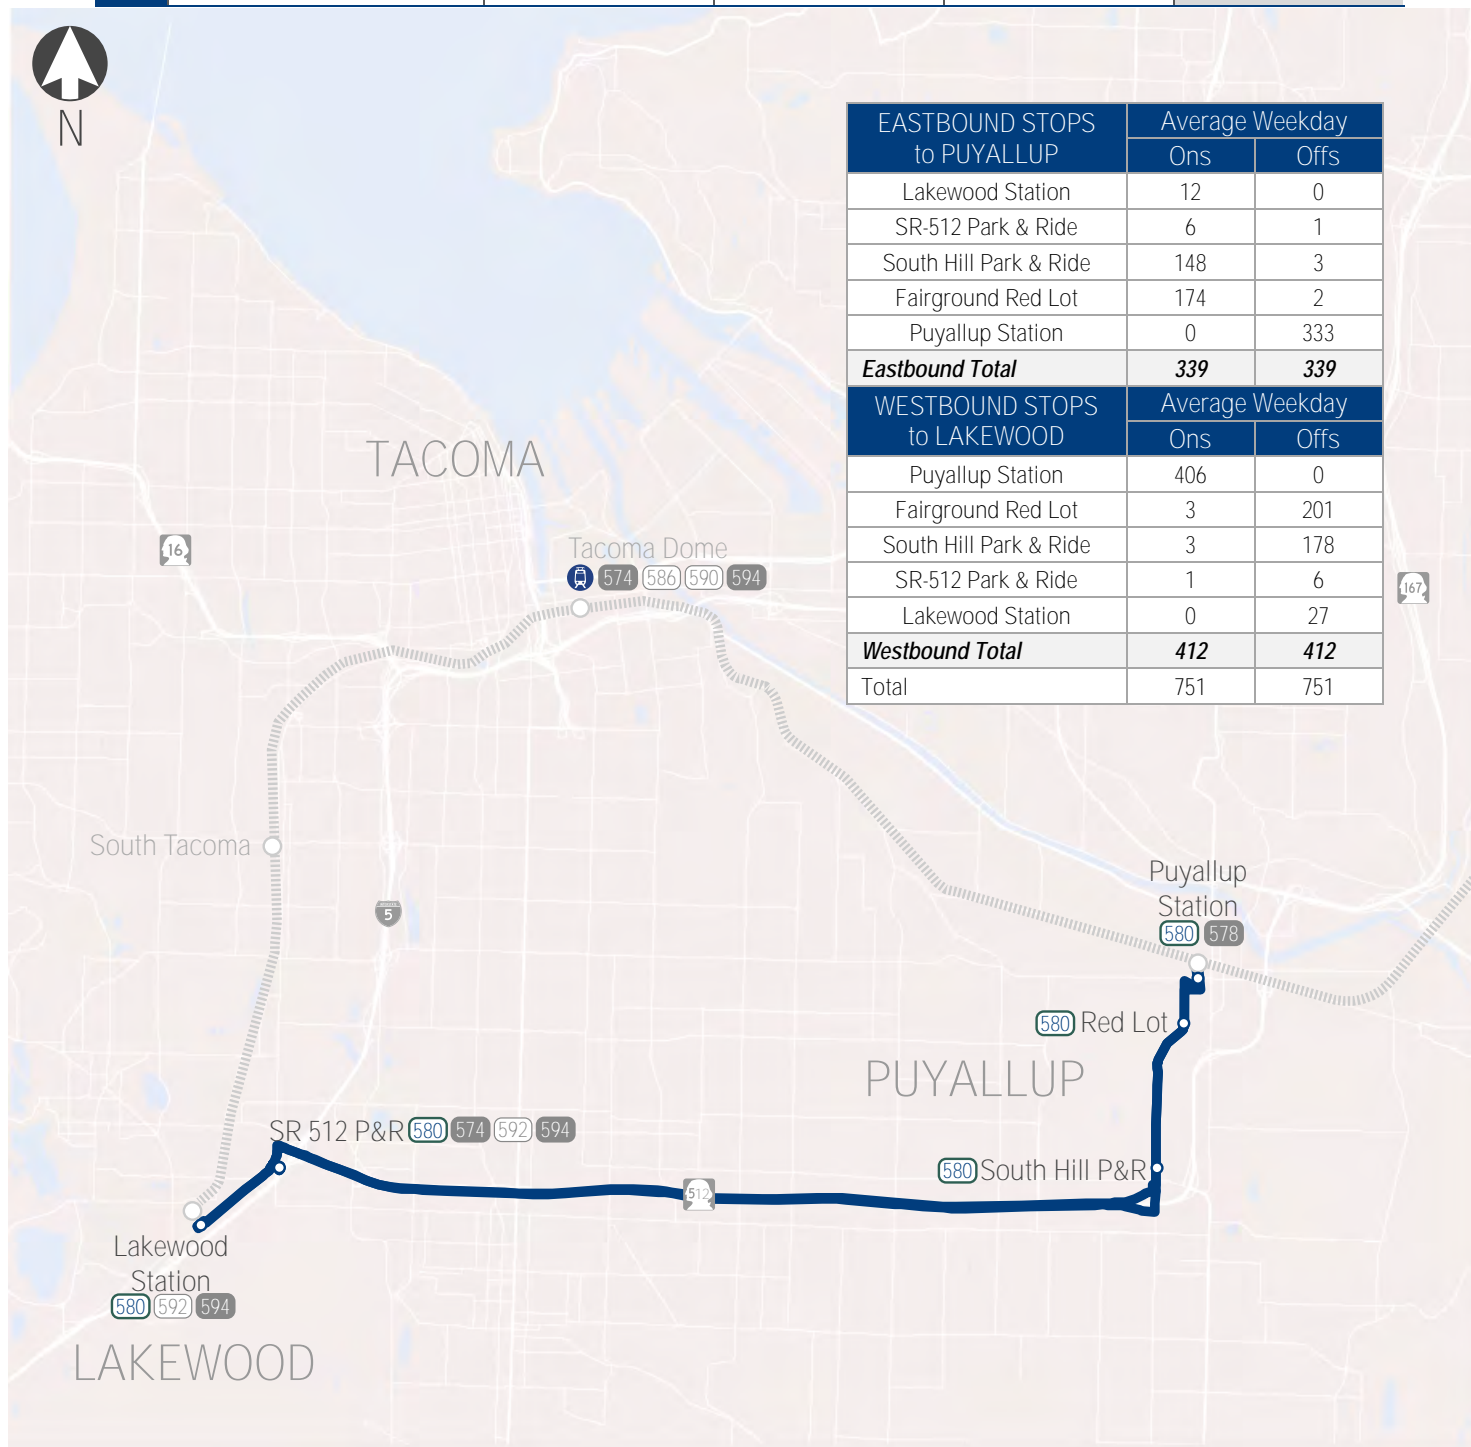 N
EASTBOUND STOPS
to PUYALLUP
Average Weekday
Ons Offs
Lakewood Station 12 0
SR-512 Park & Ride 6 1
South Hill Park & Ride 148 3
Fairground Red Lot 174 2
Puyallup Station 0 333
Eastbound Total 339 339
WESTBOUND STOPS
to LAKEWOOD
Average Weekday
Ons Offs
Puyallup Station 406 0
Fairground Red Lot 3 201
South Hill Park & Ride 3 178
SR-512 Park & Ride 1 6
Lakewood Station 0 27
Westbound Total 412 412
Total 751 751
TACOMA
16
Tacoma Dome
574 586 590 594
167
South Tacoma
5
Puyallup
Station
580 578
580 Red Lot
PUYALLUP
SR 512 P&R 580 574 592 594
580 South Hill P&R
512
Lakewood
Station
580 592 594
LAKEWOOD